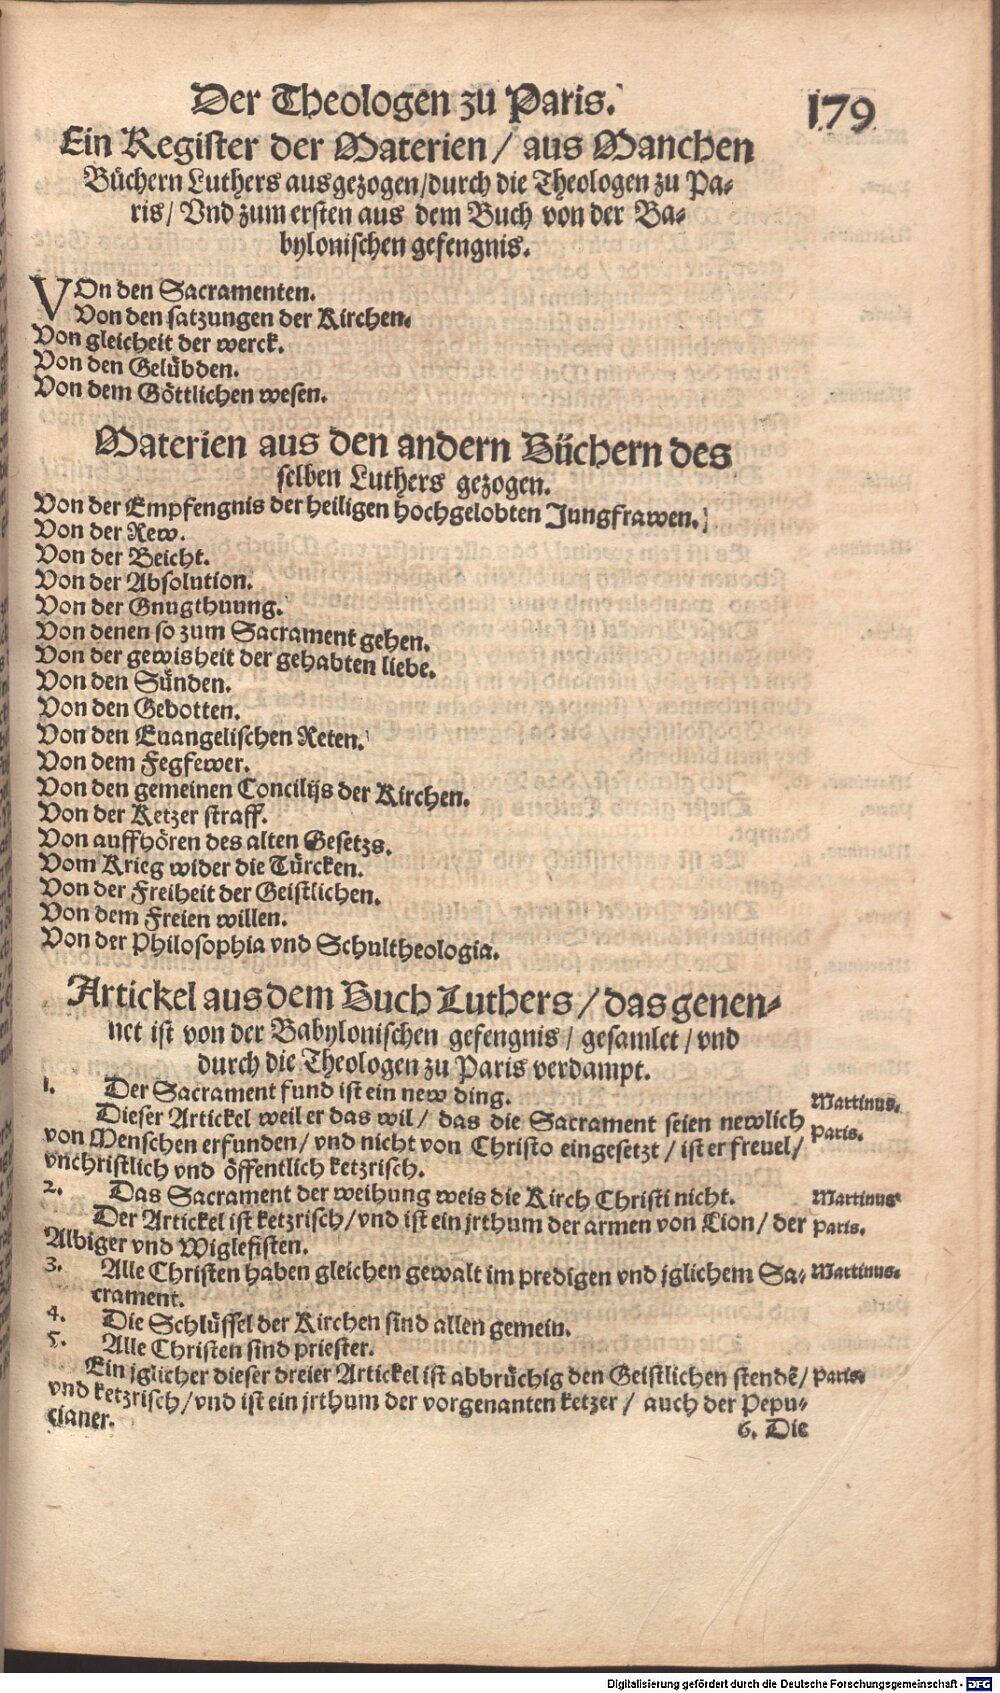 Der Theologen zu Paris. 179
Ein Register der Materien / aus Manchen
Büchern Luthers ausgezogen/durch die Theologen zu Pa-
ris/ Vnd zum ersten aus dem Buch von der Ba-
bylonischen gefengnis.
VOn den Sacramenten.
Von den satzungen der Kirchen.
Von gleicheit der werck.
Von den Gelübden.
Von dem Göttlichen wesen.
Materien aus den andern Büchern des
selben Luthers gezogen.
Von der Empfengnis der heiligen hochgelobten Jungfrawen.
Von der Rew.
Von der Beicht.
Von der Absolution.
Von der Gnugthuung.
Von denen so zum Sacrament gehen.
Von der gewisheit der gehabten liebe.
Von den Sünden.
Von den Gebotten.
Von den Euangelischen Reten.
Von dem Fegfewer.
Von den gemeinen Concilijs der Kirchen.
Von der Ketzer straff.
Von auffhören des alten Gesetzs.
Vom Krieg wider die Türcken.
Von der Freiheit der Geistlichen.
Von dem Freien willen.
Von der Philosophia vnd Schultheologia.
Artickel aus dem Buch Luthers / das genen-
net ist von der Babylonischen gefengnis / gesamlet / vnd
durch die Theologen zu Paris verdampt.
1. Der Sacrament fund ist ein new ding. Martinus.
Dieser Artickel weil er das wil / das die Sacrament seien newlich Paris.
von Menschen erfunden/ vnd nicht von Christo eingesetzt / ist er freuel/
vnchristlich vnd öffentlich ketzrisch.
2. Das Sacrament der weihung weis die Kirch Christi nicht. Martinus
Der Artickel ist ketzrisch/vnd ist ein jrthum der armen von Lion/ der Paris.
Albiger vnd Wiglefisten.
3. Alle Christen haben gleichen gewalt im predigen vnd jglichem Sa- Martinus.
crament.
4. Die Schlüssel der Kirchen sind allen gemein.
5. Alle Christen sind priester.
Ein jglicher dieser dreier Artickel ist abbrüchig den Geistlichen stendē/ Paris.
vnd ketzrisch/vnd ist ein jrthum der vorgenanten ketzer / auch der Pepu-
cianer.
6. Die
Digitalisierung gefördert durch die Deutsche Forschungsgemeinschaft - DFG